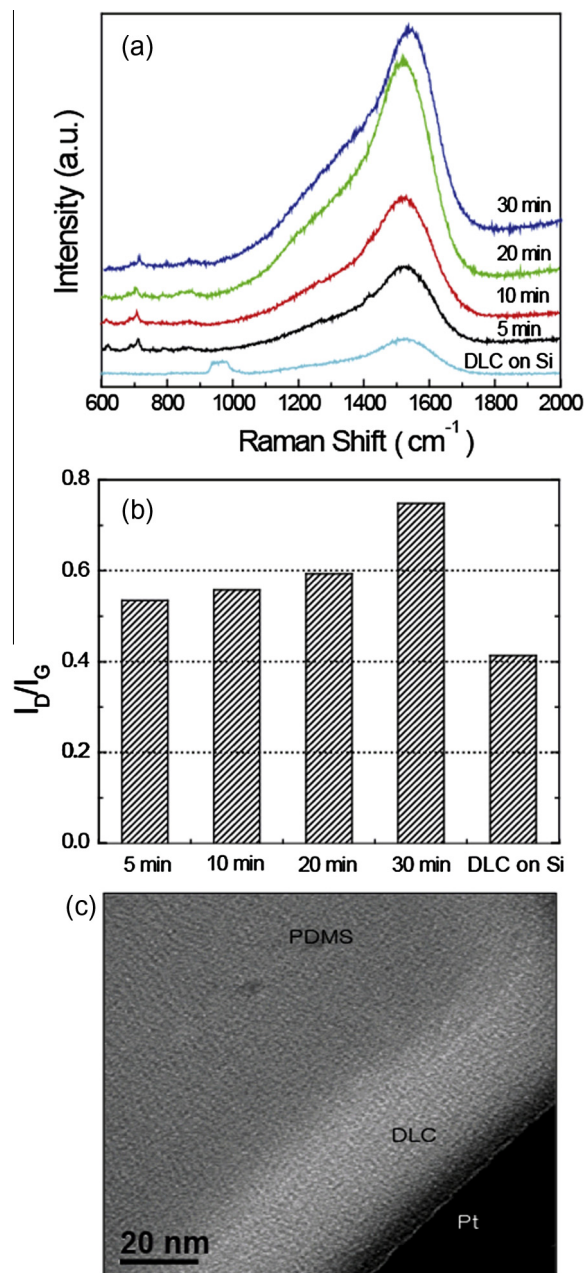 (a)
Intensity (a.u.)
30 min
20 min
10 min
5 min
DLC on Si
600 800 1000 1200 1400 1600 1800 2000
Raman Shift (cm⁻¹)
(b)
I_D/I_G
0.8
0.6
0.4
0.2
0.0
5 min 10 min 20 min 30 min DLC on Si
(c)
PDMS
DLC
Pt
20 nm